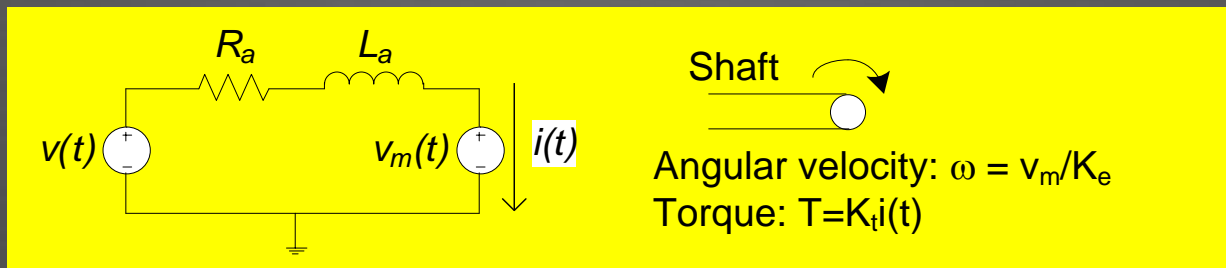 Rₐ
Lₐ
v(t)
+
–
vₘ(t)
+
–
i(t)
Shaft
Angular velocity: ω = vₘ/Kₑ
Torque: T=Kₜi(t)